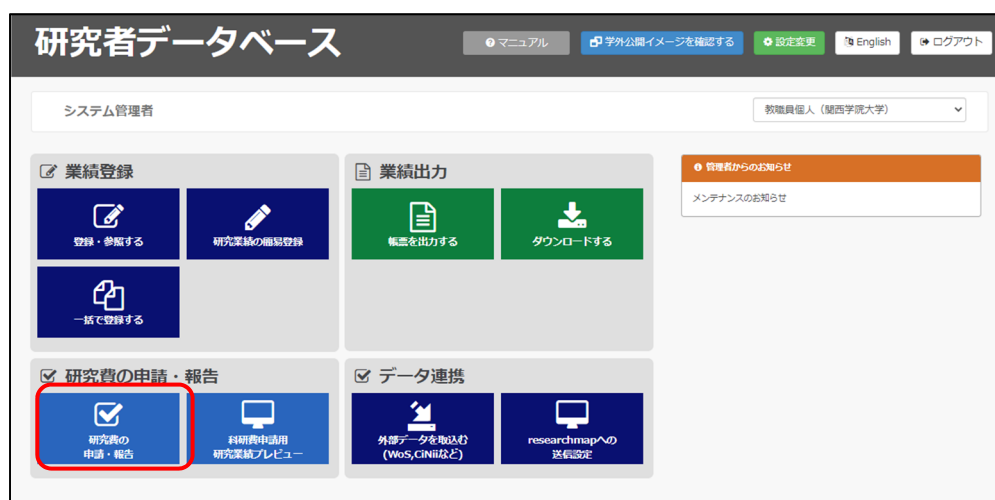 研究者データベース
マニュアル
学外公開イメージを確認する
設定変更
English
ログアウト
システム管理者
教職員個人（関西学院大学）
業績登録
登録・参照する
研究業績の簡易登録
一括で登録する
業績出力
帳票を出力する
ダウンロードする
管理者からのお知らせ
メンテナンスのお知らせ
研究費の申請・報告
研究費の
申請・報告
科研費申請用
研究業績プレビュー
データ連携
外部データを取込む
(WoS,CiNiiなど)
researchmapへの
送信設定